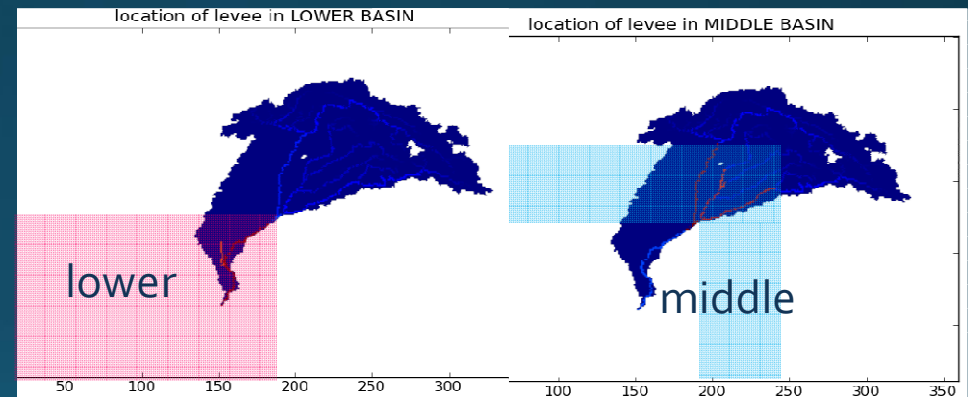 location of levee in LOWER BASIN
lower
50 100 150 200 250 300
location of levee in MIDDLE BASIN
middle
100 150 200 250 300 350